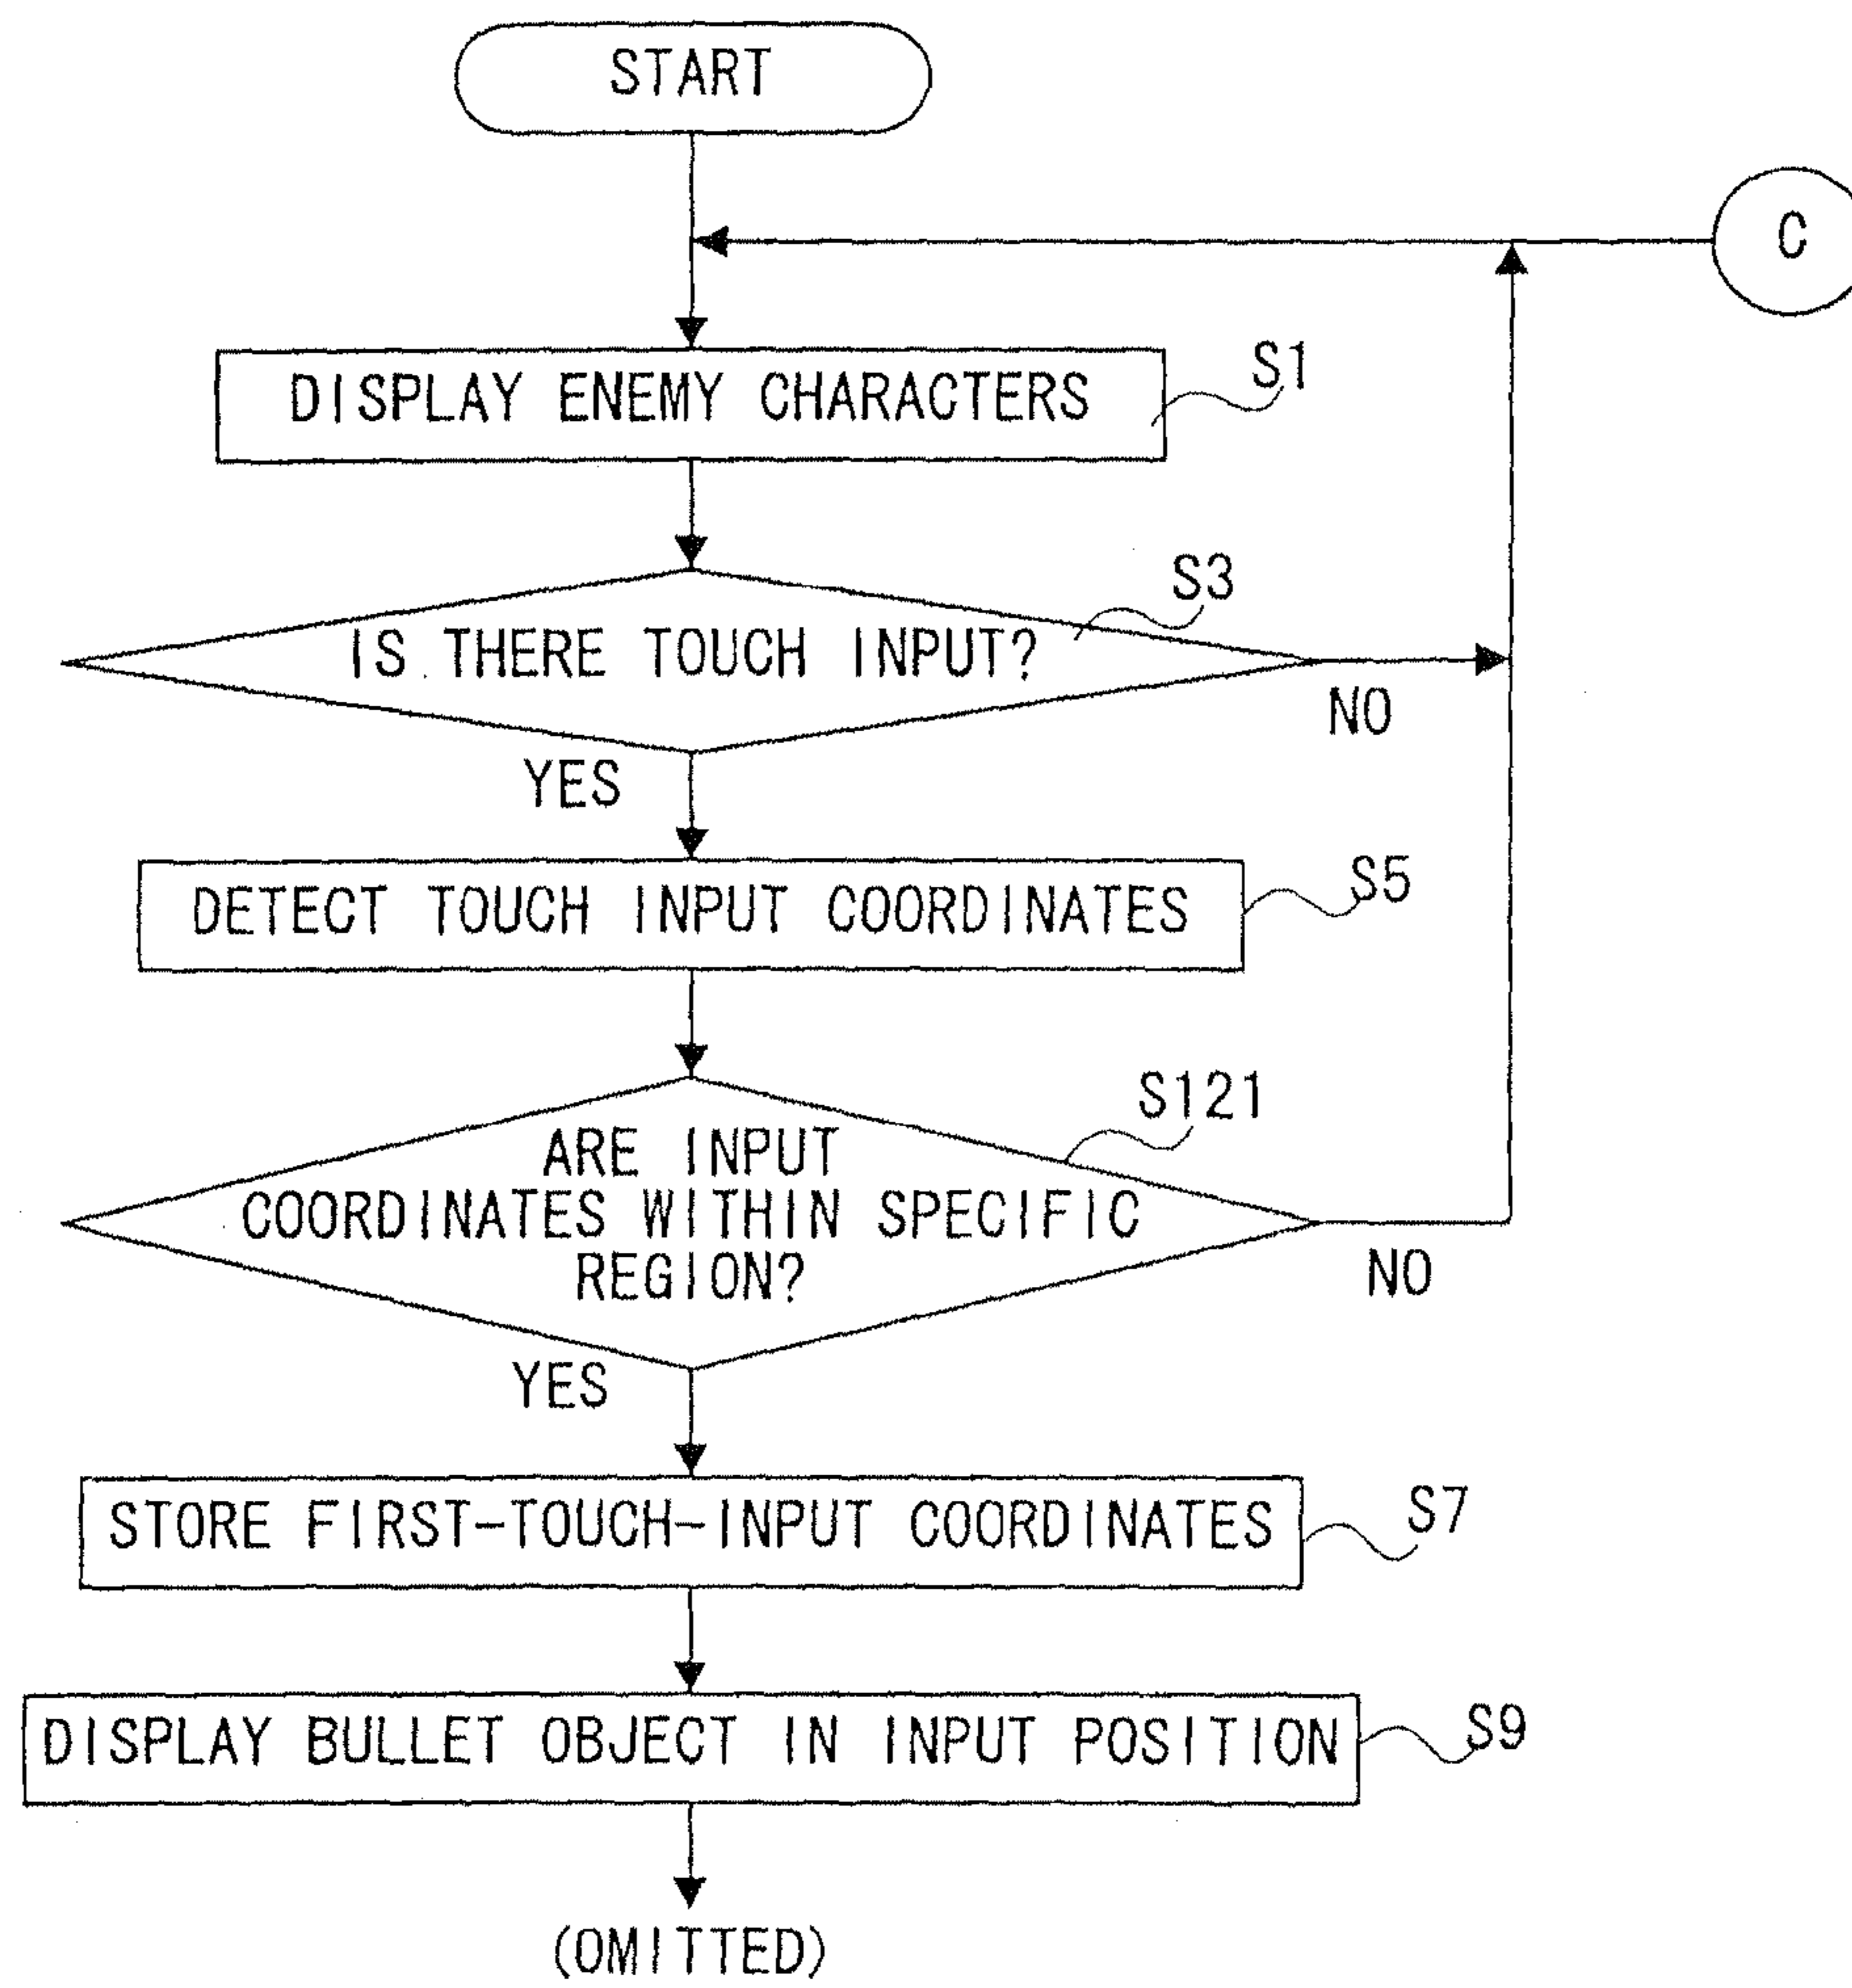 START
C
DISPLAY ENEMY CHARACTERS
S1
S3
IS THERE TOUCH INPUT?
NO
YES
DETECT TOUCH INPUT COORDINATES
S5
S121
ARE INPUT
COORDINATES WITHIN SPECIFIC
REGION?
NO
YES
STORE FIRST-TOUCH-INPUT COORDINATES
S7
DISPLAY BULLET OBJECT IN INPUT POSITION
S9
(OMITTED)